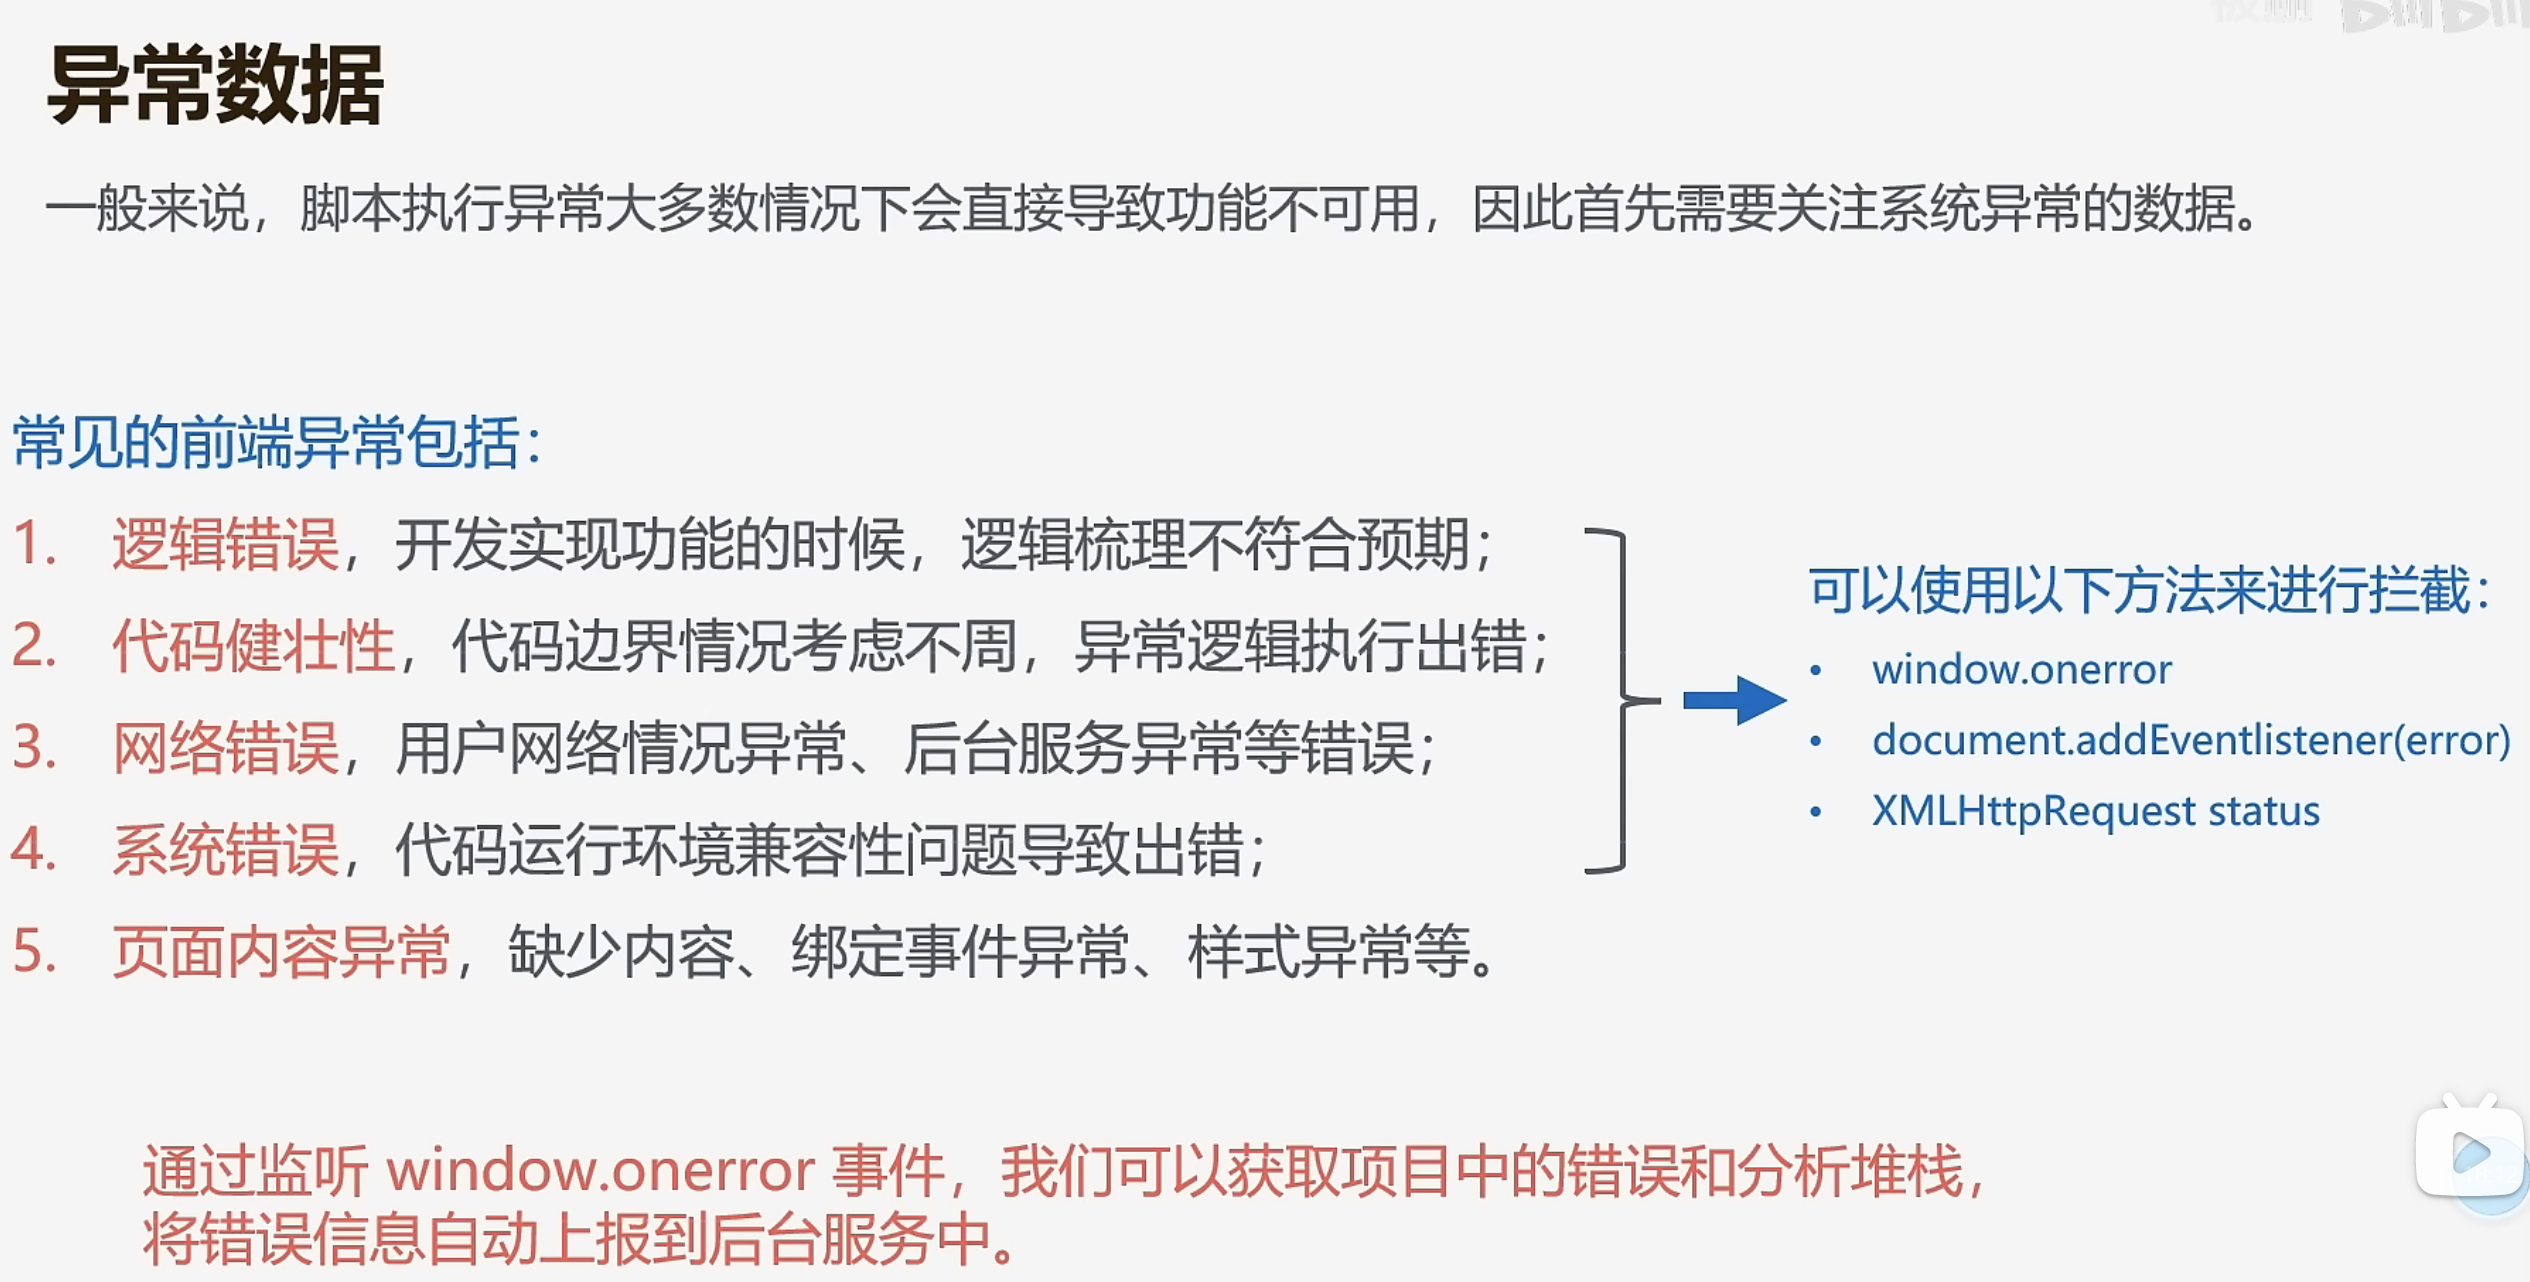 异常数据
一般来说，脚本执行异常大多数情况下会直接导致功能不可用，因此首先需要关注系统异常的数据。
常见的前端异常包括：
1. 逻辑错误，开发实现功能的时候，逻辑梳理不符合预期；
2. 代码健壮性，代码边界情况考虑不周，异常逻辑执行出错；
3. 网络错误，用户网络情况异常、后台服务异常等错误；
4. 系统错误，代码运行环境兼容性问题导致出错；
5. 页面内容异常，缺少内容、绑定事件异常、样式异常等。
可以使用以下方法来进行拦截：
• window.onerror
• document.addEventlistener(error)
• XMLHttpRequest status
通过监听 window.onerror 事件，我们可以获取项目中的错误和分析堆栈，
将错误信息自动上报到后台服务中。